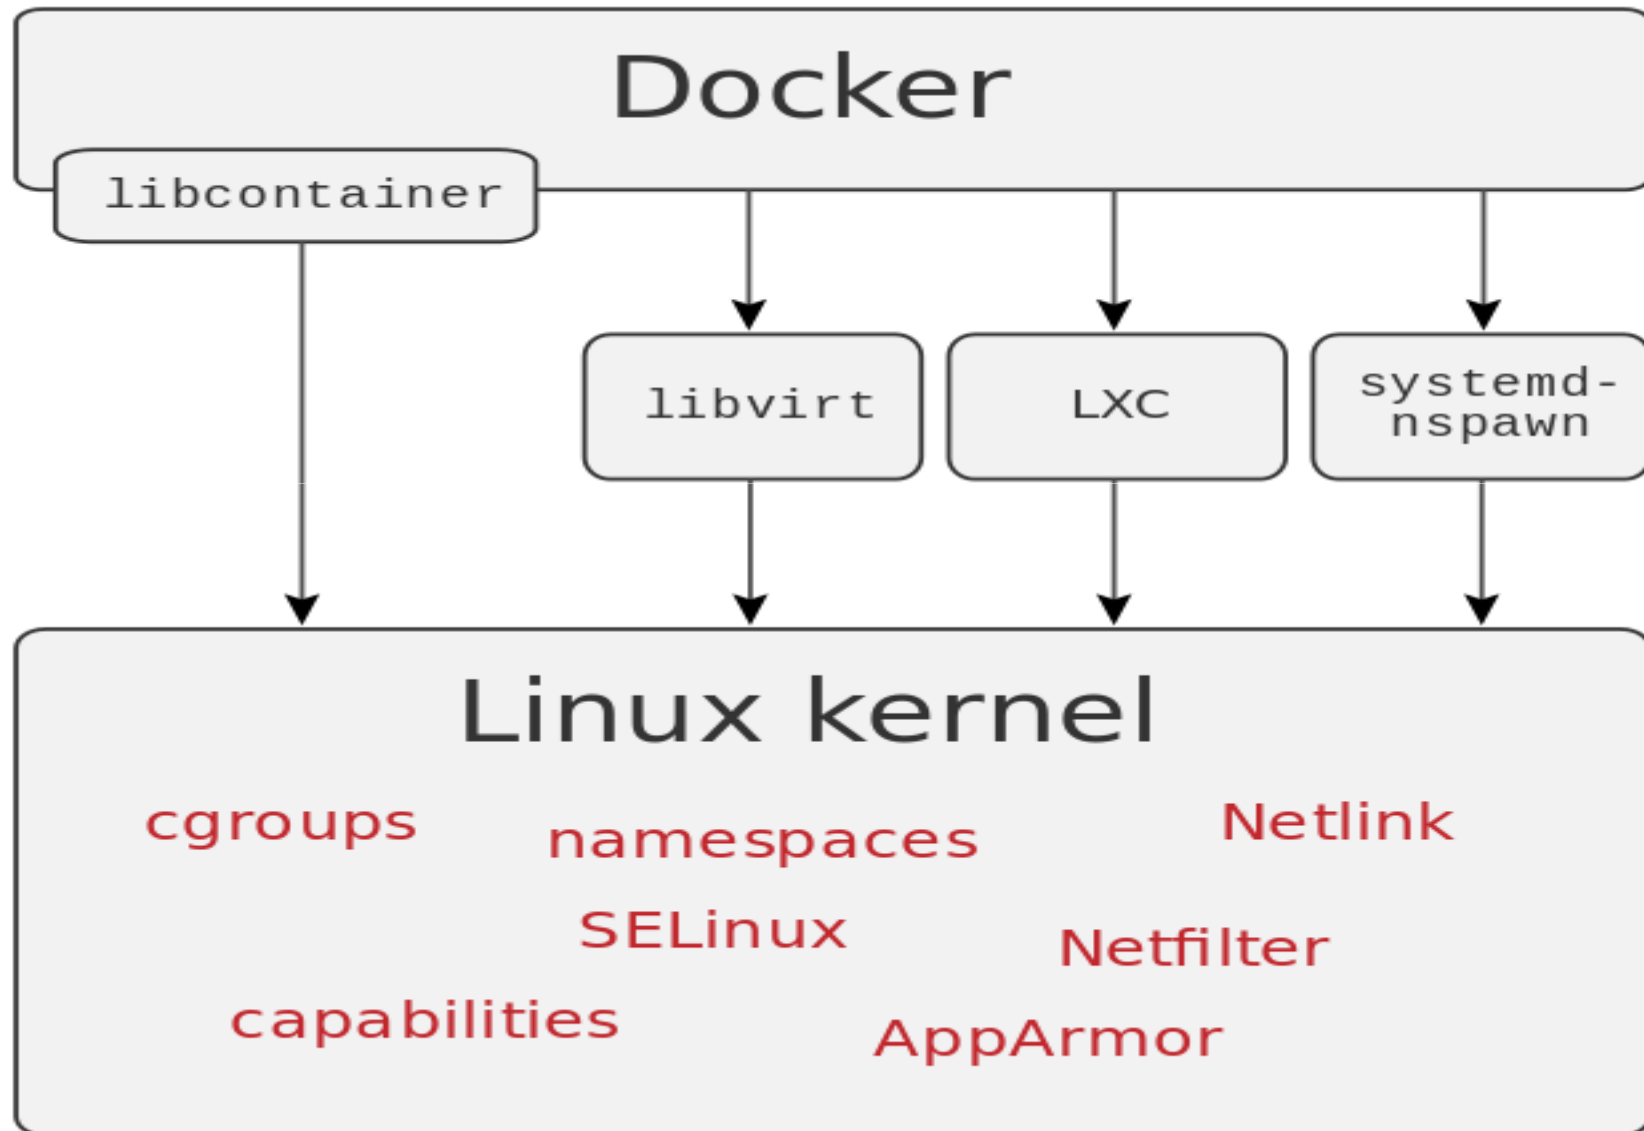 Docker
libcontainer
libvirt
LXC
systemd-
nspawn
Linux kernel
cgroups
namespaces
Netlink
SELinux
Netfilter
capabilities
AppArmor